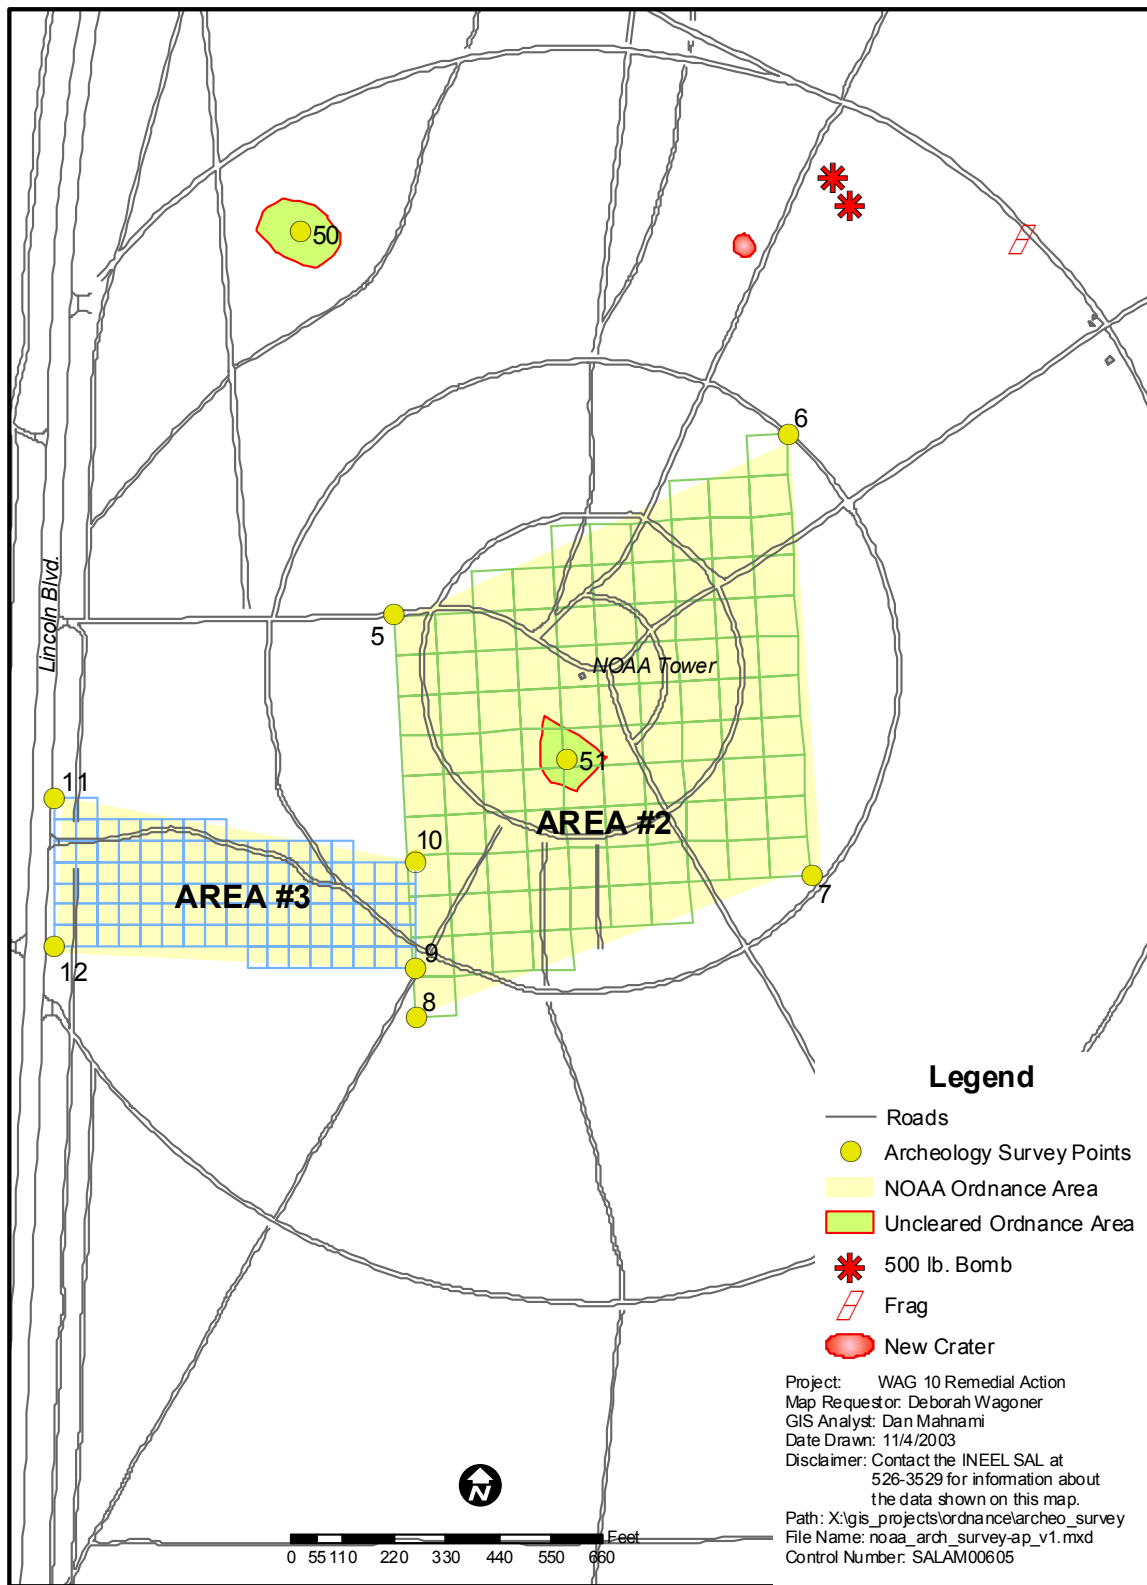 50
6
Lincoln Blvd.
5
NOAA Tower
51
11
AREA #2
10
AREA #3
7
9
12
8
Legend
Roads
Archeology Survey Points
NOAA Ordnance Area
Uncleared Ordnance Area
500 lb. Bomb
Frag
New Crater
Project: WAG 10 Remedial Action
Map Requestor: Deborah Wagoner
GIS Analyst: Dan Mahnami
Date Drawn: 11/4/2003
Disclaimer: Contact the INEEL SAL at
526-3529 for information about
the data shown on this map.
Path: X:\gis_projects\ordnance\archeo_survey
File Name: noaa_arch_survey-ap_v1.mxd
Control Number: SALAM00605
N
Feet
0 55 110 220 330 440 550 660